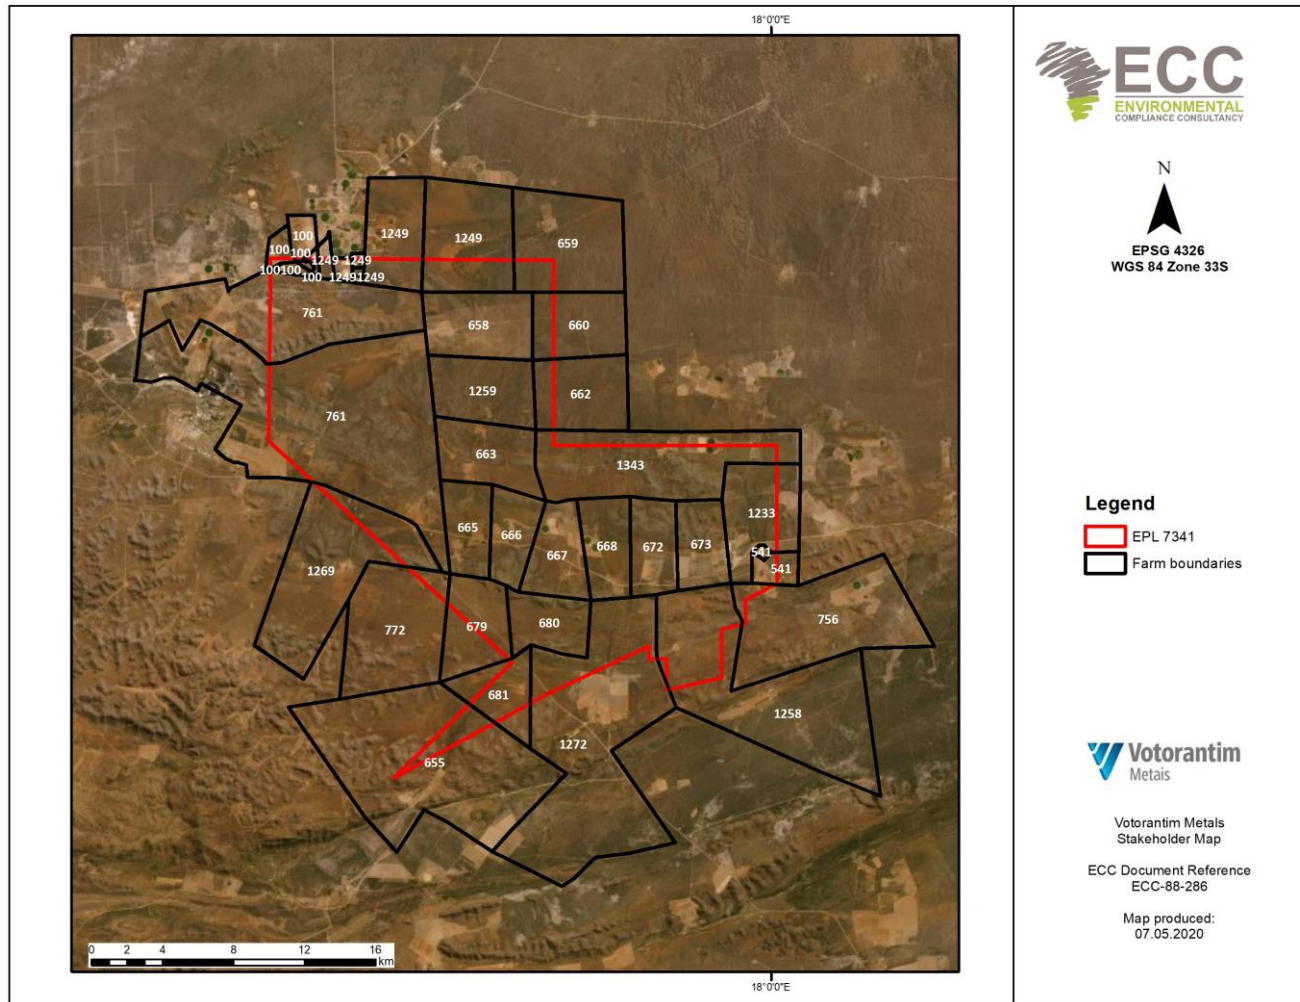 18°0'0"E
100
1249
1249
659
100
100
1249
1249
100
100
100
1249
1249
761
658
660
1259
662
761
663
1343
665
666
667
668
672
673
1233
541
541
1269
772
679
680
756
681
1258
1272
655
0 2 4 8 12 16
km
18°0'0"E
ECC
ENVIRONMENTAL
COMPLIANCE CONSULTANCY
N
EPSG 4326
WGS 84 Zone 33S
Legend
EPL 7341
Farm boundaries
Votorantim
Metais
Votorantim Metals
Stakeholder Map
ECC Document Reference
ECC-88-286
Map produced:
07.05.2020